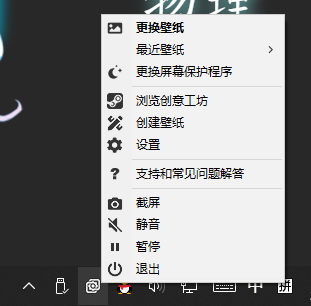 物理
更换壁纸
最近壁纸
更换屏幕保护程序
浏览创意工坊
创建壁纸
设置
支持和常见问题解答
截屏
静音
暂停
退出
中
拼